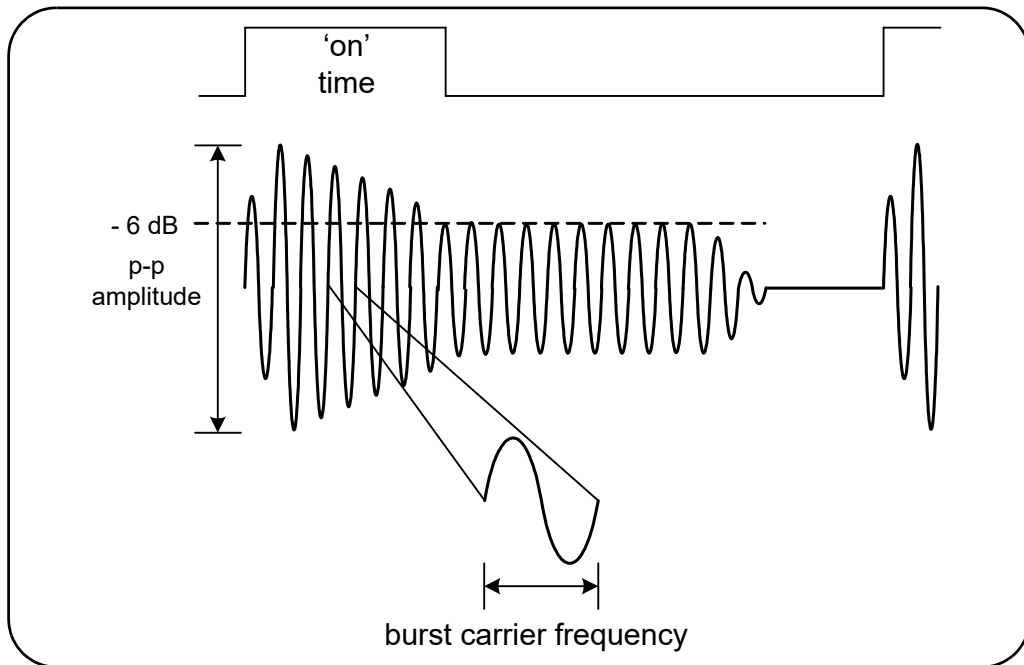 ‘on’
time
- 6 dB
p-p
amplitude
burst carrier frequency